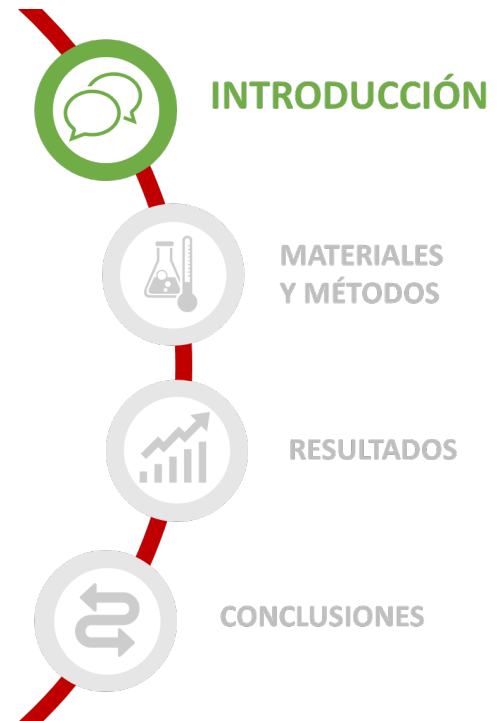 INTRODUCCIÓN
MATERIALES
Y MÉTODOS
RESULTADOS
CONCLUSIONES